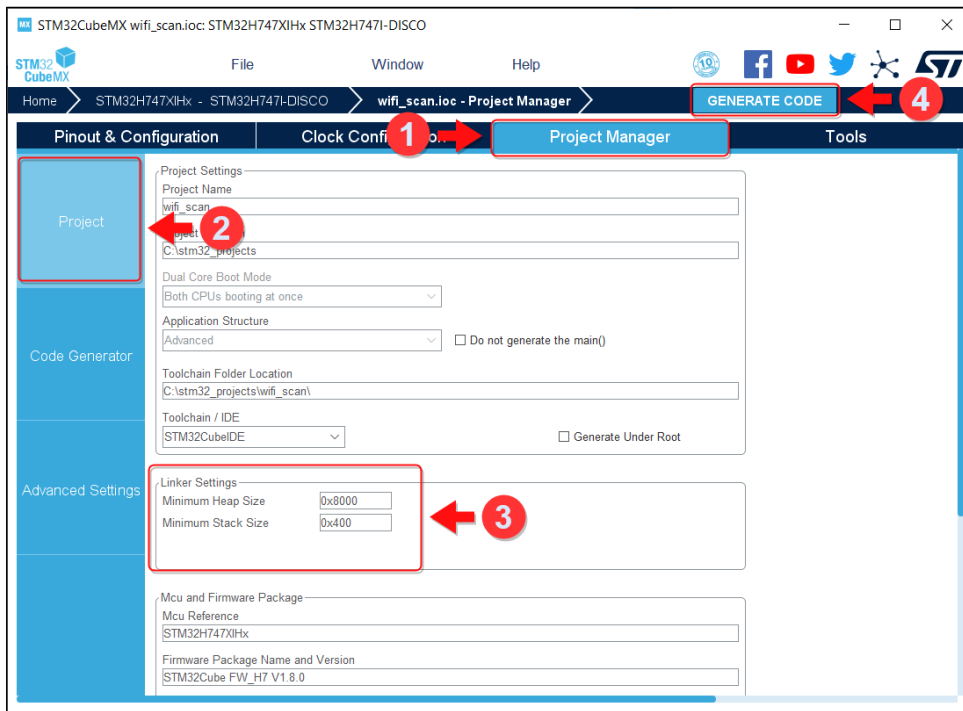 MX STM32CubeMX wifi_scan.ioc: STM32H747XIHx STM32H747I-DISCO
STM32
CubeMX
File Window Help
10
ST
Home STM32H747XIHx - STM32H747I-DISCO wifi_scan.ioc - Project Manager GENERATE CODE 4
Pinout & Configuration Clock 1 Project Manager Tools
Project 2
Code Generator
Advanced Settings
Project Settings
Project Name
wifi_scan
C:\stm32_projects
Dual Core Boot Mode
Both CPUs booting at once
Application Structure
Advanced Do not generate the main()
Toolchain Folder Location
C:\stm32_projects\wifi_scan\
Toolchain / IDE
STM32CubeIDE Generate Under Root
Linker Settings
Minimum Heap Size 0x8000
Minimum Stack Size 0x400
3
Mcu and Firmware Package
Mcu Reference
STM32H747XIHx
Firmware Package Name and Version
STM32Cube FW_H7 V1.8.0